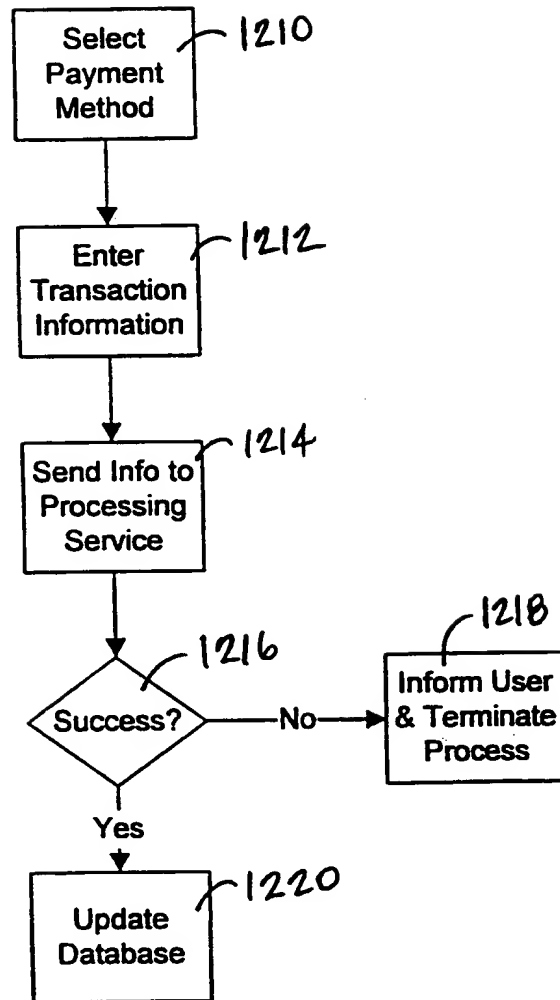 Select
Payment
Method
1210
Enter
Transaction
Information
1212
Send Info to
Processing
Service
1214
Success?
1216
No
Inform User
& Terminate
Process
1218
Yes
Update
Database
1220